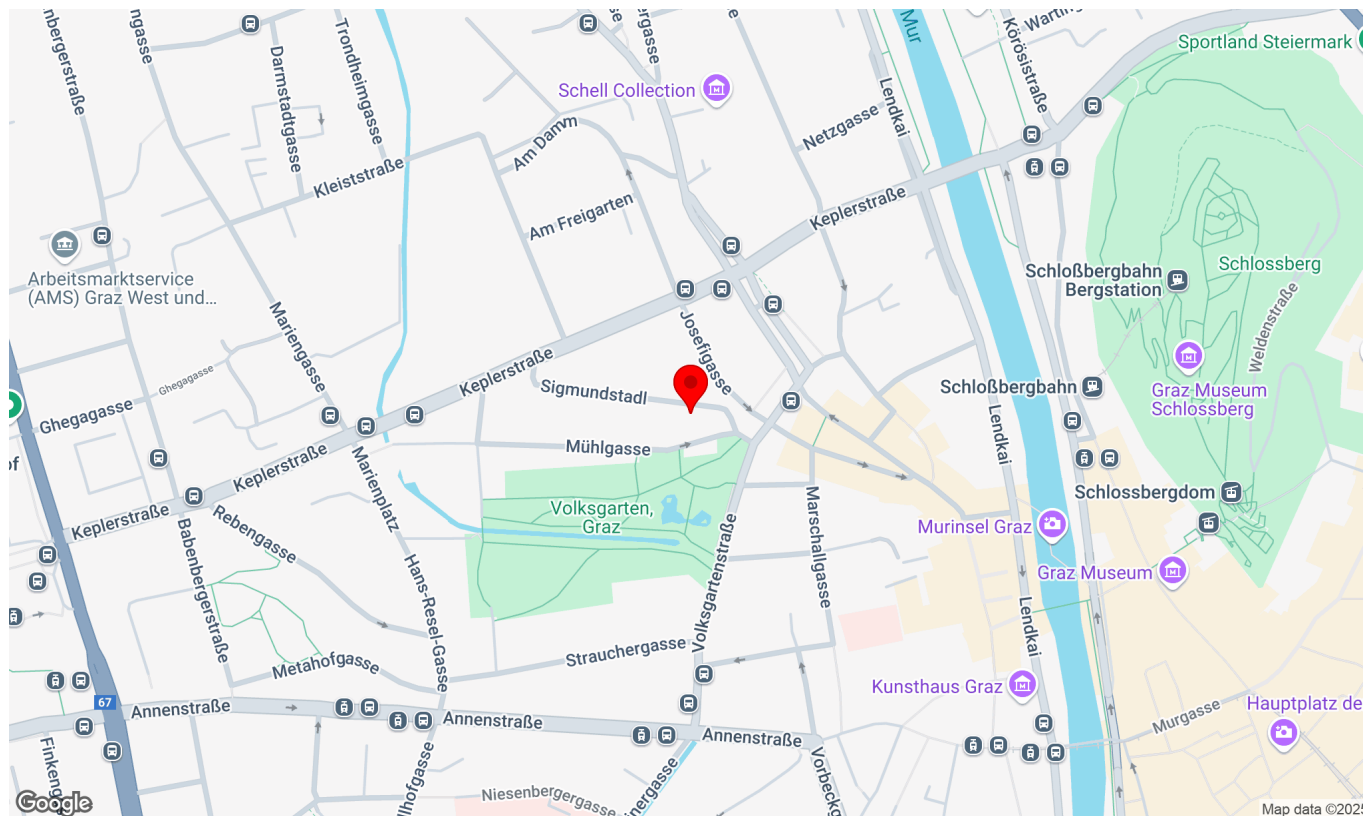 Mur
Wartin
Körösistraße
Sportland Steiermark
Trondheimgasse
Darmstadtgasse
Schell Collection
Lendkai
Netzgasse
Am Damm
Kleiststraße
Keplerstraße
Am Freigarten
Arbeitsmarktservice
(AMS) Graz West und...
Schloßbergbahn
Bergstation
Schlossberg
Weldenstraße
Mariengasse
Josefigasse
Ghegagasse
Keplerstraße
Sigmundstadl
Schloßbergbahn
Graz Museum
Schlossberg
Ghegagasse
Lendkai
Mühlgasse
Keplerstraße
Marienplatz
Schlossbergdom
Volksgarten,
Graz
Marschallgasse
Murinsel Graz
Keplerstraße
Rebengasse
Babenbergerstraße
Volksgartenstraße
Graz Museum
Hans-Resel-Gasse
Lendkai
Strauchergasse
Metahofgasse
Kunsthaus Graz
67
Annenstraße
Annenstraße
Annenstraße
Murgasse
Hauptplatz de
Niesenbergergasse
Google
Map data ©2025